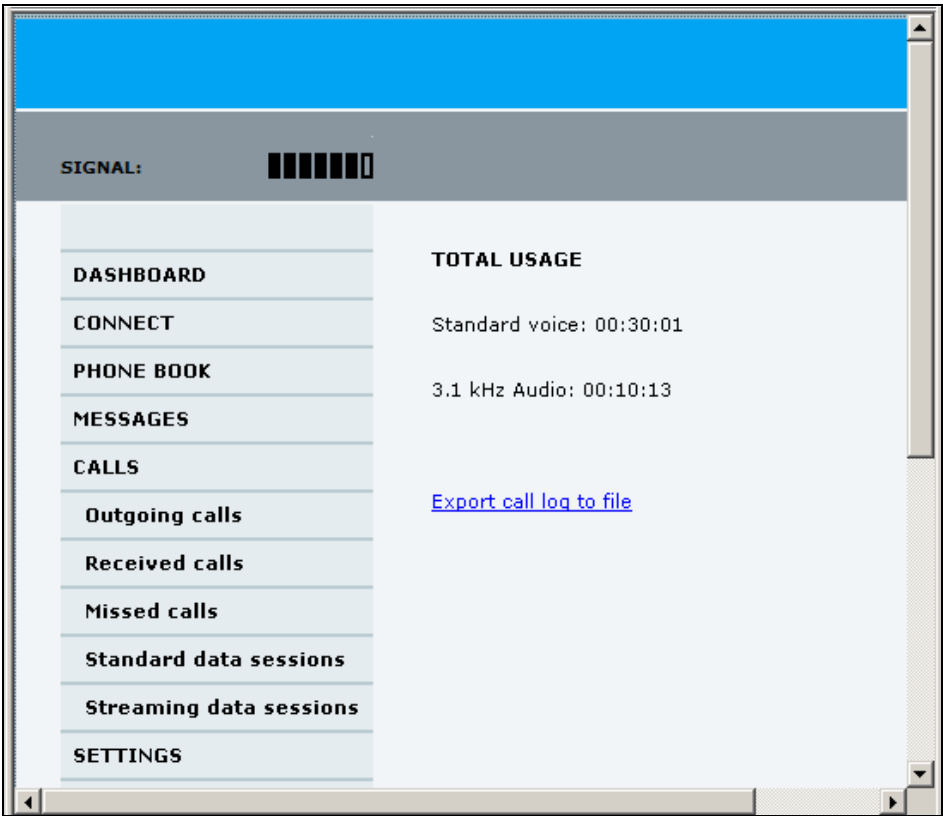 SIGNAL:
DASHBOARD
CONNECT
PHONE BOOK
MESSAGES
CALLS
Outgoing calls
Received calls
Missed calls
Standard data sessions
Streaming data sessions
SETTINGS
TOTAL USAGE
Standard voice: 00:30:01
3.1 kHz Audio: 00:10:13
Export call log to file